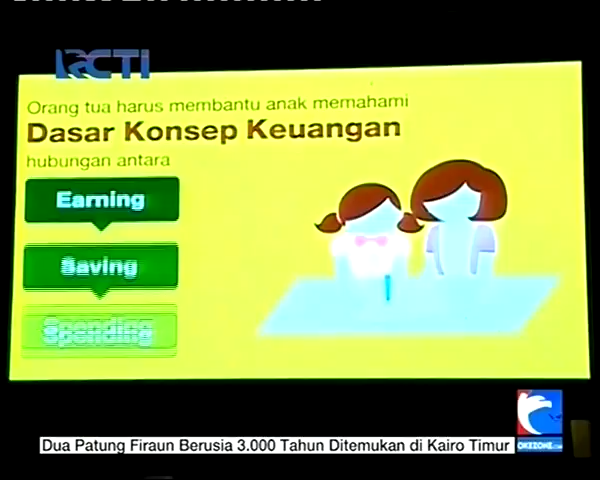 RCTI
Orang tua harus membantu anak memahami
Dasar Konsep Keuangan
hubungan antara
Earning
Saving
Spending
Dua Patung Firaun Berusia 3.000 Tahun Ditemukan di Kairo Timur
OKEZONE.COM